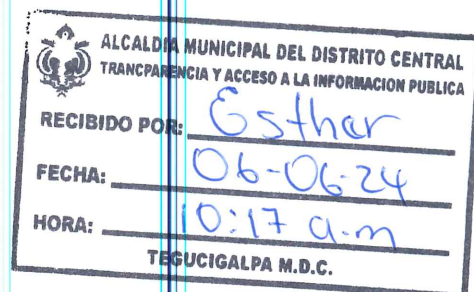 ALCALDIA MUNICIPAL DEL DISTRITO CENTRAL
TRANCPARENCIA Y ACCESO A LA INFORMACION PUBLICA
RECIBIDO POR: Esthar
FECHA: 06-06-24
HORA: 10:17 a.m
TEGUCIGALPA M.D.C.